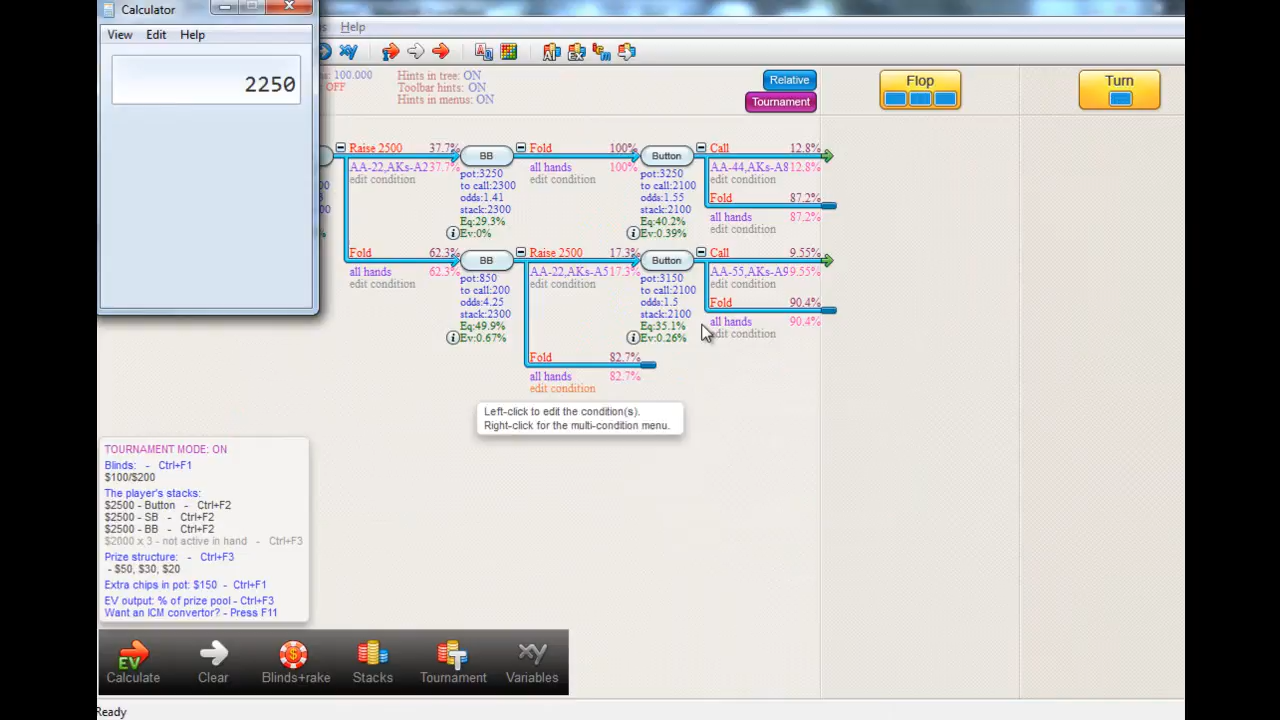 Calculator
View Edit Help
2250
s Help
ns: 100.000
OFF
Hints in tree: ON
Toolbar hints: ON
Hints in menus: ON
Relative
Tournament
Flop
Turn
Raise 2500 37.7%
AA-22,AKs-A2 37.7%
edit condition
BB
pot:3250
to call:2300
odds:1.41
stack:2300
Eq:29.3%
Ev:0%
Fold 100%
all hands 100%
edit condition
Button
pot:3250
to call:2100
odds:1.55
stack:2100
Eq:40.2%
Ev:0.39%
Call 12.8%
AA-44,AKs-A8 12.8%
edit condition
Fold 87.2%
all hands 87.2%
edit condition
Fold 62.3%
all hands 62.3%
edit condition
BB
pot:850
to call:200
odds:4.25
stack:2300
Eq:49.9%
Ev:0.67%
Raise 2500 17.3%
AA-22,AKs-A5 17.3%
edit condition
Button
pot:3150
to call:2100
odds:1.5
stack:2100
Eq:35.1%
Ev:0.26%
Call 9.55%
AA-55,AKs-A9 9.55%
edit condition
Fold 90.4%
all hands 90.4%
edit condition
Fold 82.7%
all hands 82.7%
edit condition
Left-click to edit the condition(s).
Right-click for the multi-condition menu.
TOURNAMENT MODE: ON
Blinds: - Ctrl+F1
$100/$200
The player's stacks:
$2500 - Button - Ctrl+F2
$2500 - SB - Ctrl+F2
$2500 - BB - Ctrl+F2
$2000 x 3 - not active in hand - Ctrl+F3
Prize structure: - Ctrl+F3
- $50, $30, $20
Extra chips in pot: $150 - Ctrl+F1
EV output: % of prize pool - Ctrl+F3
Want an ICM convertor? - Press F11
EV
Calculate Clear Blinds+rake Stacks Tournament Variables
Ready